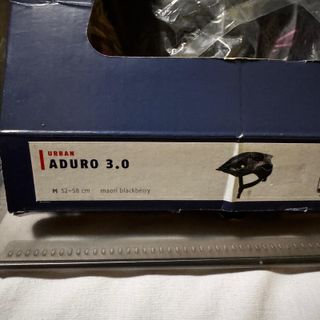 URBAN
ADURO 3.0
M 52-58 cm maori blackberry